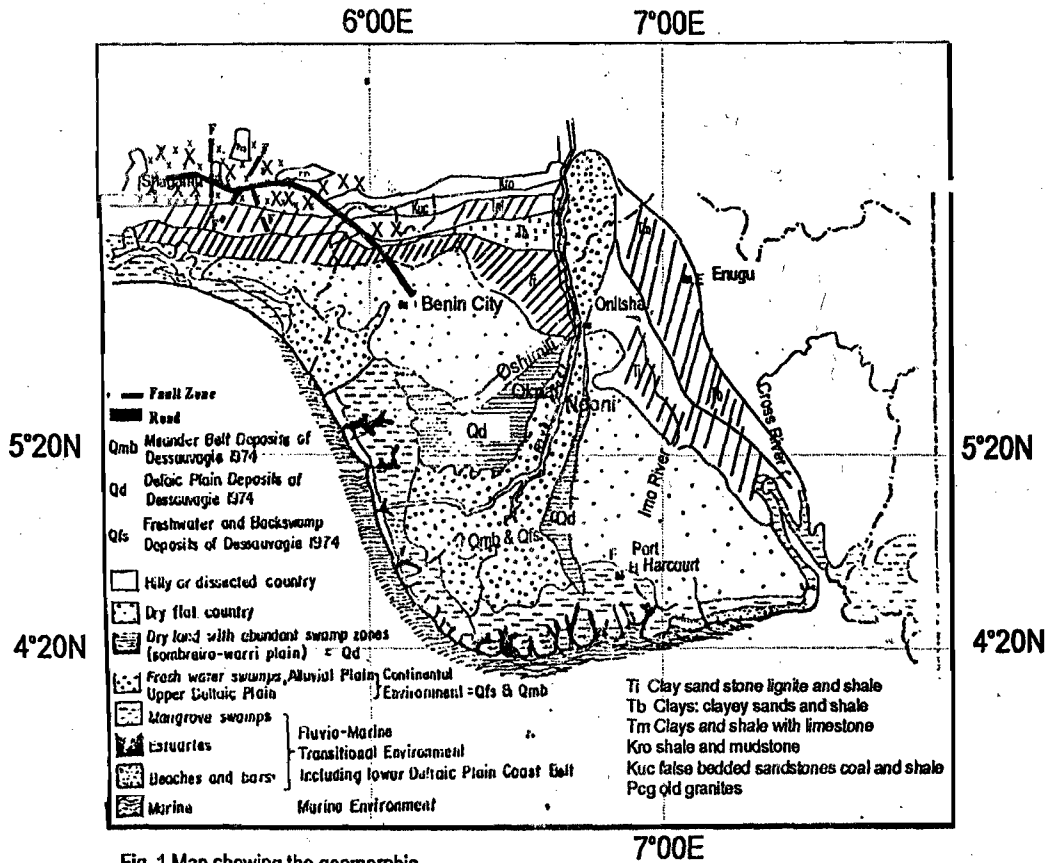 6°00E 7°00E
Shagamu
Kuc
Tb
Enugu
Onitsha
Benin City
Oshimili
Ndoni
Ti
Qd
Cross River
Imo River
Qd
Qmb & Qfs
Port
Harcourt
5°20N 5°20N
4°20N 4°20N
Fault Zone
Road
Qmb Meander Belt Deposits of
Dessauvagie 1974
Qd Deltaic Plain Deposits of
Dessauvagie 1974
Qfs Freshwater and Backswamp
Deposits of Dessauvagie 1974
Hilly or dissected country
Dry flat country
Dry land with abundant swamp zones
(sombreiro-warri plain) = Qd
Fresh water swamps, Alluvial Plain Continental
Upper Deltaic Plain Environment = Qfs & Qmb
Mangrove swamps
Estuaries
Beaches and bars
Fluvio-Marine
Transitional Environment
Including lower Deltaic Plain Coast Belt
Marine Marine Environment
Ti Clay sand stone lignite and shale
Tb Clays: clayey sands and shale
Tm Clays and shale with limestone
Kro shale and mudstone
Kuc false bedded sandstones coal and shale
Pcg old granites
7°00E
Fig. 1 Map showing the geomorphic